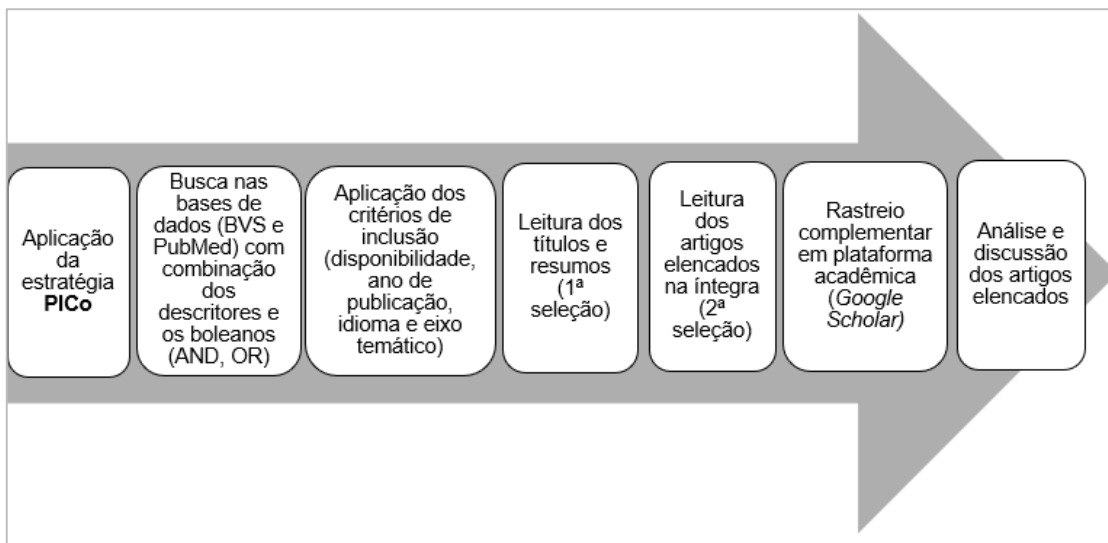 Aplicação
da
estratégia
PICo
Busca nas
bases de
dados (BVS e
PubMed) com
combinação
dos
descritores e
os boleanos
(AND, OR)
Aplicação dos
critérios de
inclusão
(disponibilidade,
ano de
publicação,
idioma e eixo
temático)
Leitura dos
títulos e
resumos
(1ª
seleção)
Leitura
dos
artigos
elencados
na íntegra
(2ª
seleção)
Rastreio
complementar
em plataforma
acadêmica
(Google
Scholar)
Análise e
discussão
dos artigos
elencados